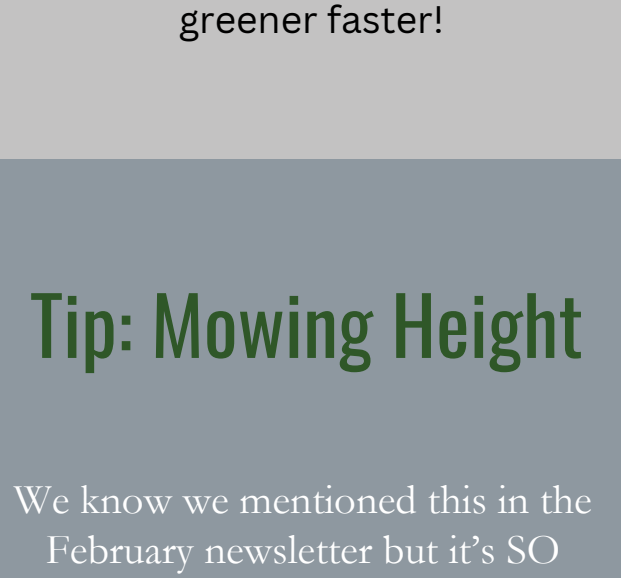 greener faster!
Tip: Mowing Height
We know we mentioned this in the
February newsletter but it’s SO